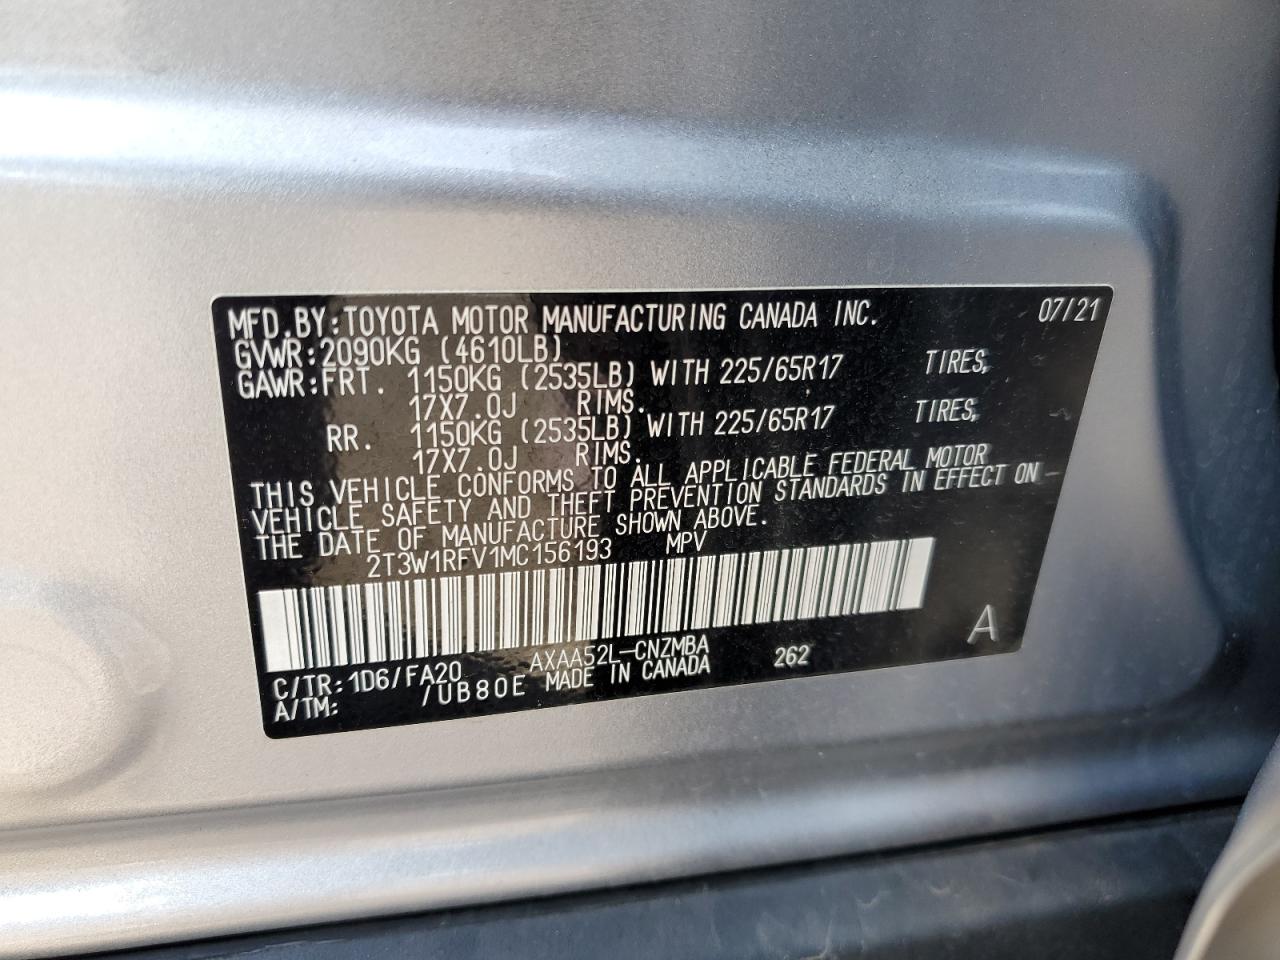 MFD.BY:TOYOTA MOTOR MANUFACTURING CANADA INC. 07/21
GVWR:2090KG (4610LB)
GAWR:FRT. 1150KG (2535LB) WITH 225/65R17 TIRES,
17X7.0J RIMS.
RR. 1150KG (2535LB) WITH 225/65R17 TIRES,
17X7.0J RIMS.
THIS VEHICLE CONFORMS TO ALL APPLICABLE FEDERAL MOTOR
VEHICLE SAFETY AND THEFT PREVENTION STANDARDS IN EFFECT ON
THE DATE OF MANUFACTURE SHOWN ABOVE.
2T3W1RFV1MC156193 MPV
A
C/TR:1D6/FA20 AXAA52L-CNZMBA 262
A/TM: /UB80E MADE IN CANADA